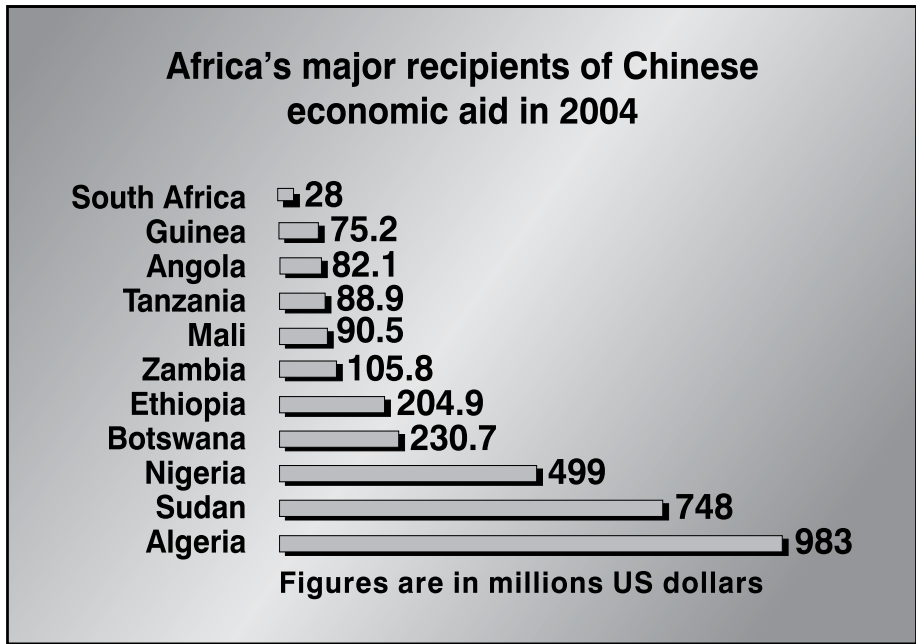 Africa's major recipients of Chinese
economic aid in 2004
South Africa 28
Guinea 75.2
Angola 82.1
Tanzania 88.9
Mali 90.5
Zambia 105.8
Ethiopia 204.9
Botswana 230.7
Nigeria 499
Sudan 748
Algeria 983
Figures are in millions US dollars